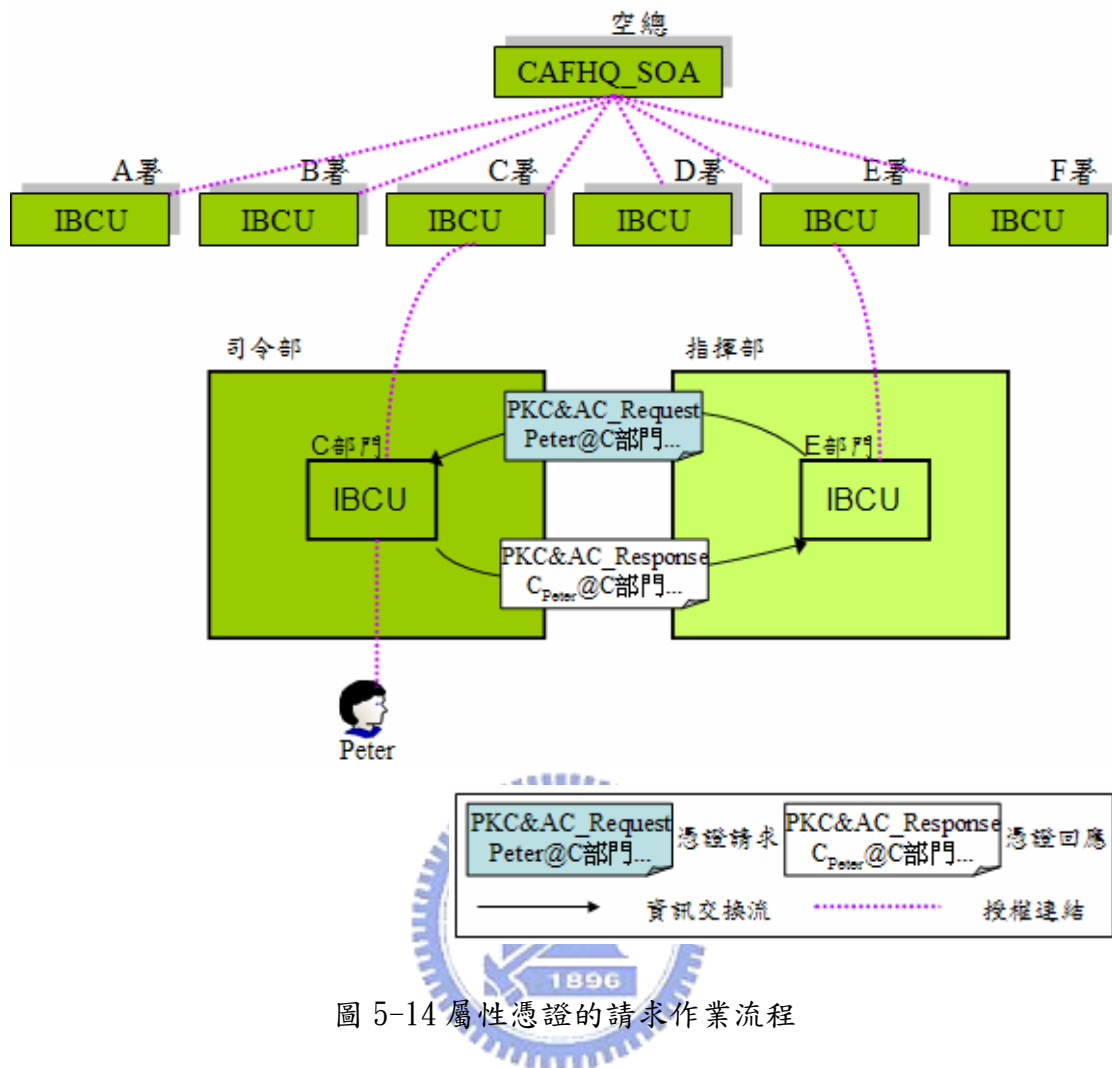 空總
CAFHQ_SOA
A署 B署 C署 D署 E署 F署
IBCU IBCU IBCU IBCU IBCU IBCU
司令部 指揮部
PKC&AC_Request
Peter@C部門...
C部門 E部門
IBCU IBCU
PKC&AC_Response
CPeter@C部門...
Peter
PKC&AC_Request
Peter@C部門...
憑證請求
PKC&AC_Response
CPeter@C部門...
憑證回應
資訊交換流 授權連結
1896
圖 5-14 屬性憑證的請求作業流程